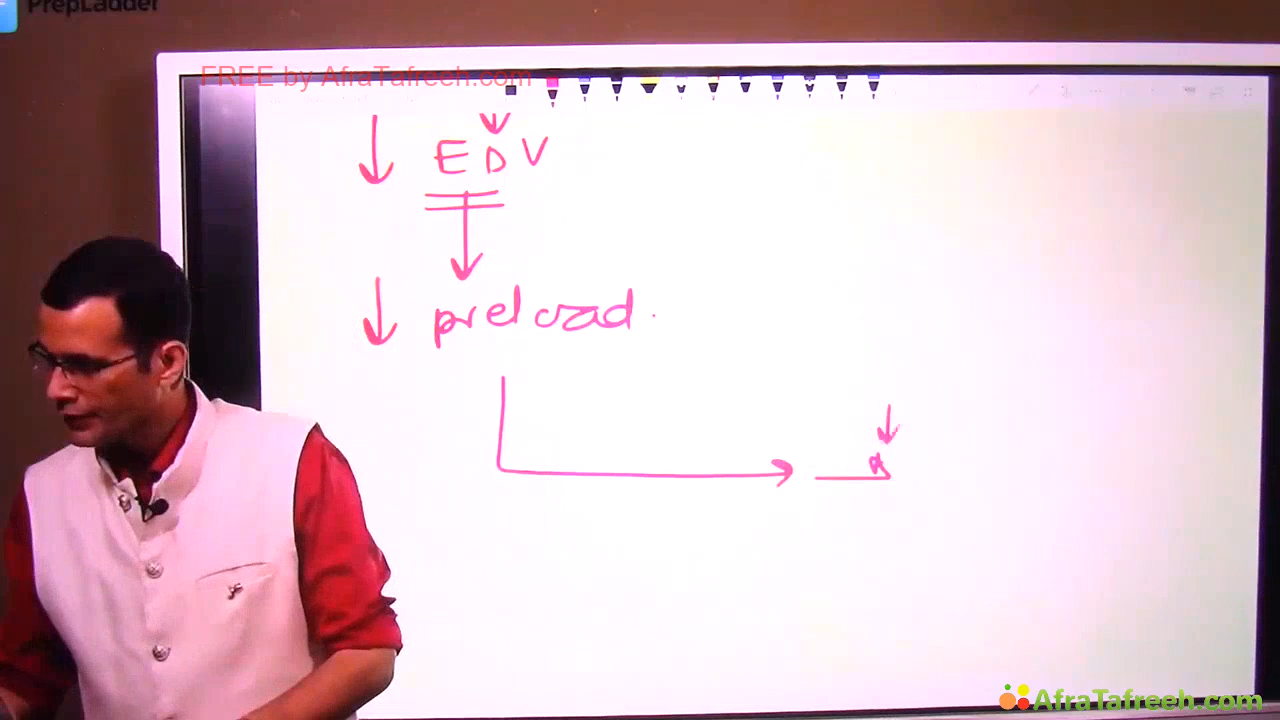 PrepLadder
FREE by AfraTafreeh.com
↓ EDV
↓ preload.
AfraTafreeh.com